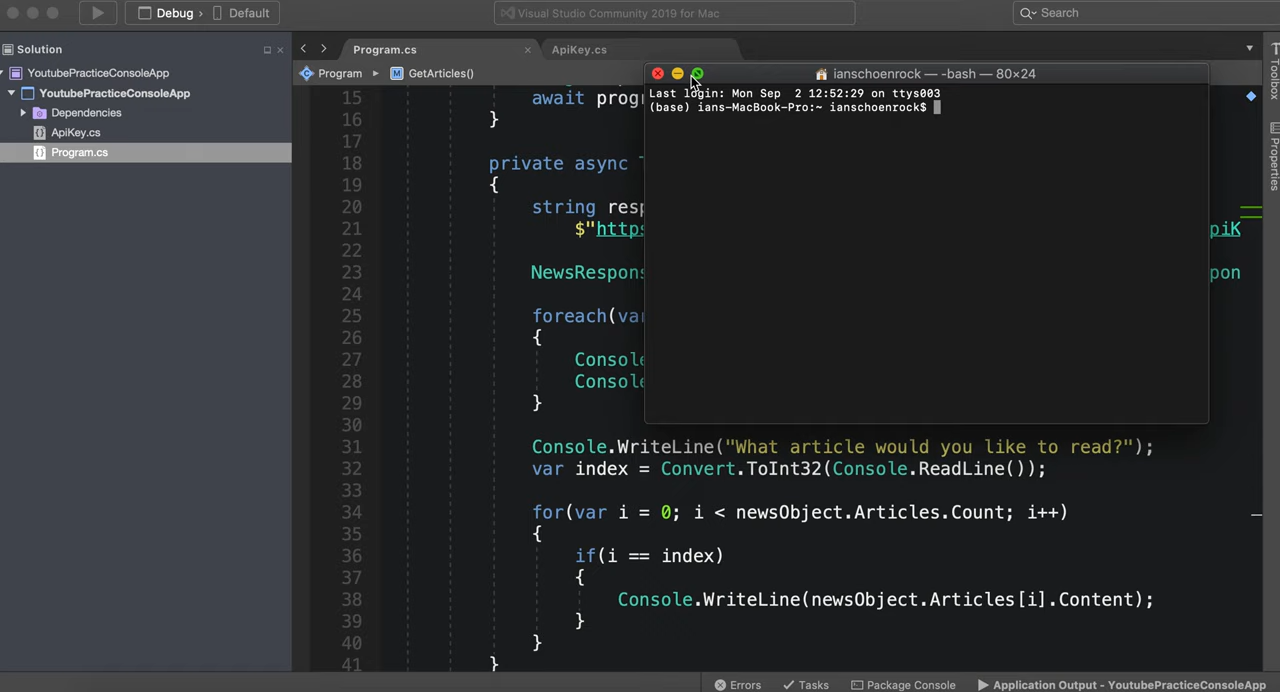 Debug › Default
Visual Studio Community 2019 for Mac
Search
Solution
Program.cs
ApiKey.cs
YoutubePracticeConsoleApp
Program
GetArticles()
ianschoenrock — -bash — 80×24
Toolbox
YoutubePracticeConsoleApp
Last login: Mon Sep  2 12:52:29 on ttys003
15 await progr
(base) ians-MacBook-Pro:~ ianschoenrock$
Dependencies
16 }
ApiKey.cs
17
Properties
Program.cs
18 private async
19 {
20 string resp
21 $"https piK
22
23 NewsRespons pon
24
25 foreach(var
26 {
27 Console
28 Console
29 }
30
31 Console.WriteLine("What article would you like to read?");
32 var index = Convert.ToInt32(Console.ReadLine());
33
34 for(var i = 0; i < newsObject.Articles.Count; i++)
35 {
36 if(i == index)
37 {
38 Console.WriteLine(newsObject.Articles[i].Content);
39 }
40 }
41 }
Errors
Tasks
Package Console
Application Output - YoutubePracticeConsoleApp